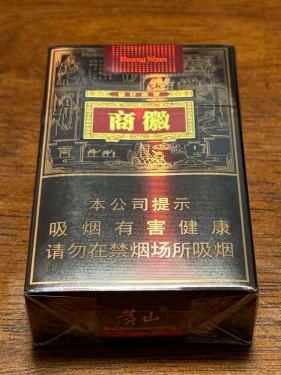 Huang Shan
商徽
本公司提示
吸烟有害健康
请勿在禁烟场所吸烟
黄山